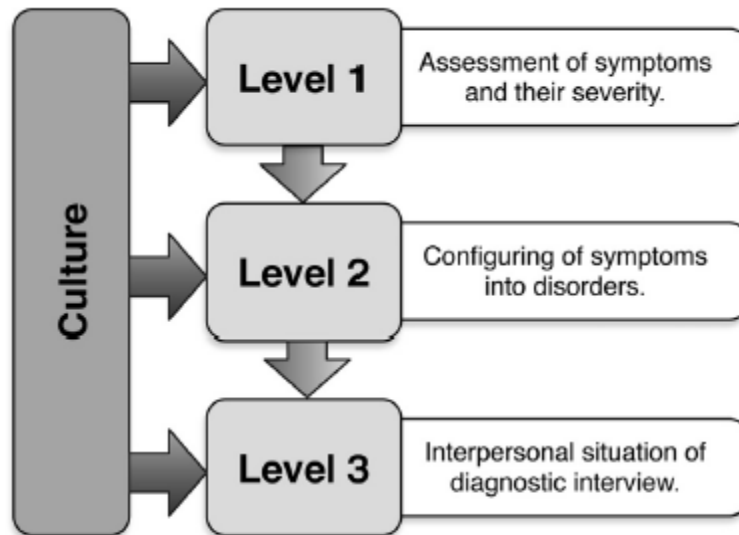 Culture
Level 1
Assessment of symptoms
and their severity.
Level 2
Configuring of symptoms
into disorders.
Level 3
Interpersonal situation of
diagnostic interview.